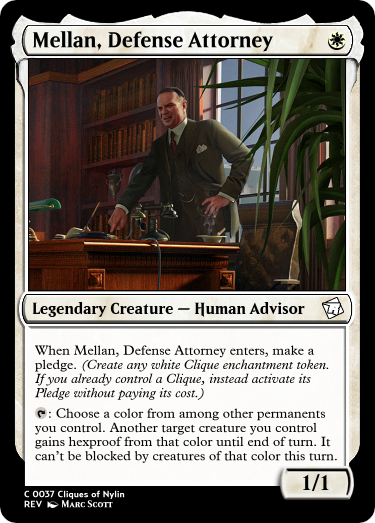 Mellan, Defense Attorney
Legendary Creature — Human Advisor
When Mellan, Defense Attorney enters, make a
pledge. (Create any white Clique enchantment token.
If you already control a Clique, instead activate its
Pledge without paying its cost.)
: Choose a color from among other permanents
you control. Another target creature you control
gains hexproof from that color until end of turn. It
can't be blocked by creatures of that color this turn.
1/1
C 0037 Cliques of Nylin
REV Marc Scott